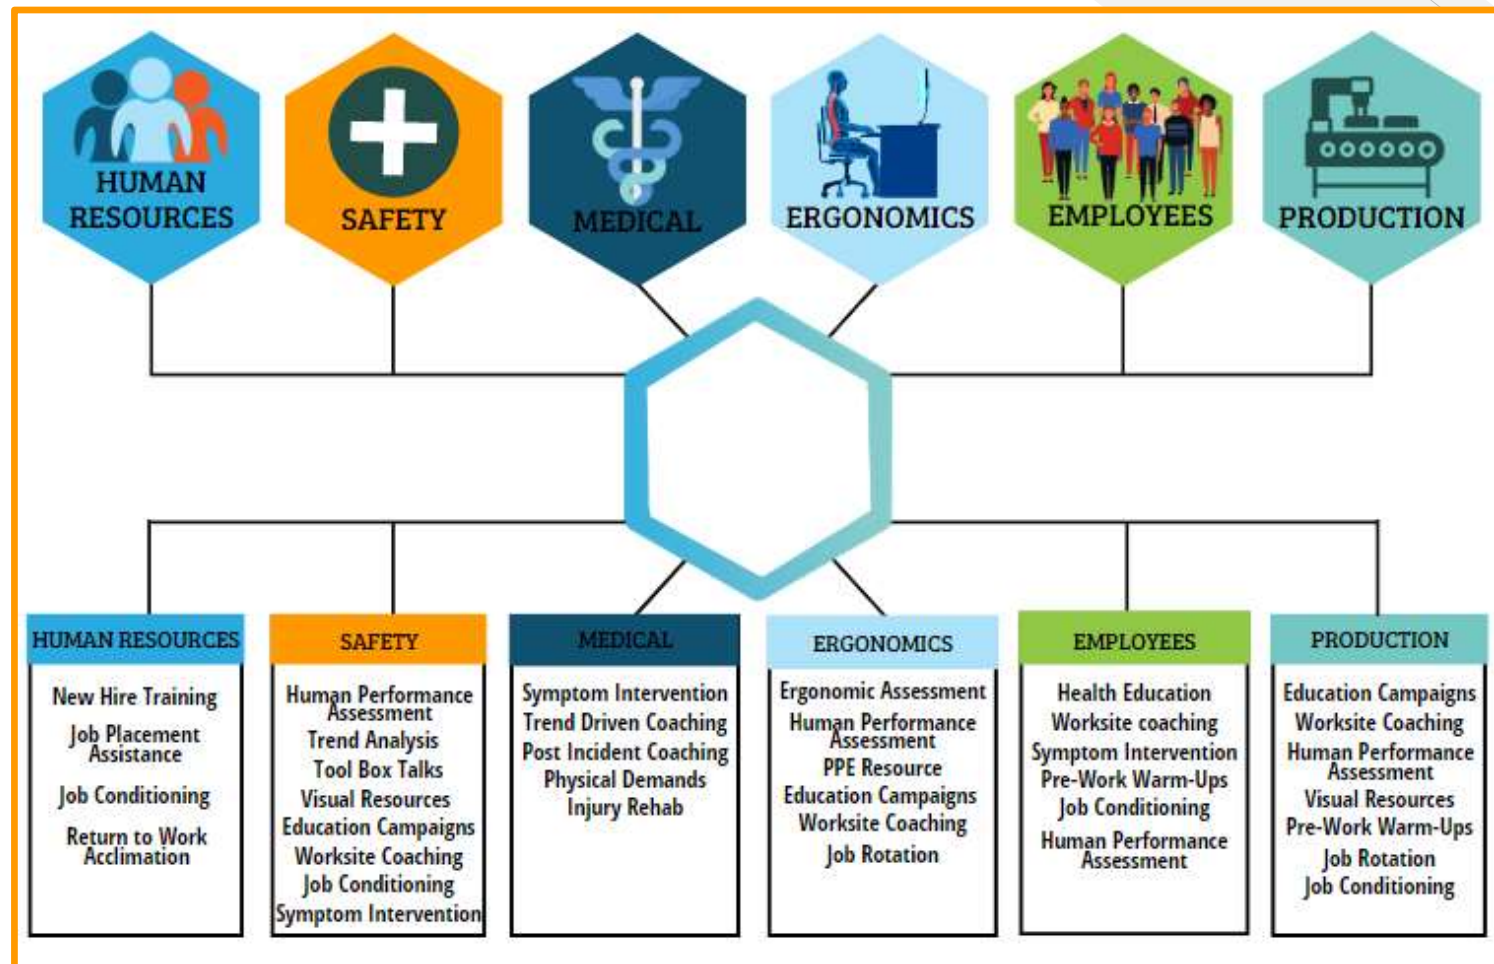 HUMAN
RESOURCES
SAFETY
MEDICAL
ERGONOMICS
EMPLOYEES
PRODUCTION
HUMAN RESOURCES
New Hire Training
Job Placement
Assistance
Job Conditioning
Return to Work
Acclimation
SAFETY
Human Performance
Assessment
Trend Analysis
Tool Box Talks
Visual Resources
Education Campaigns
Worksite Coaching
Job Conditioning
Symptom Intervention
MEDICAL
Symptom Intervention
Trend Driven Coaching
Post Incident Coaching
Physical Demands
Injury Rehab
ERGONOMICS
Ergonomic Assessment
Human Performance
Assessment
PPE Resource
Education Campaigns
Worksite Coaching
Job Rotation
EMPLOYEES
Health Education
Worksite coaching
Symptom Intervention
Pre-Work Warm-Ups
Job Conditioning
Human Performance
Assessment
PRODUCTION
Education Campaigns
Worksite Coaching
Human Performance
Assessment
Visual Resources
Pre-Work Warm-Ups
Job Rotation
Job Conditioning